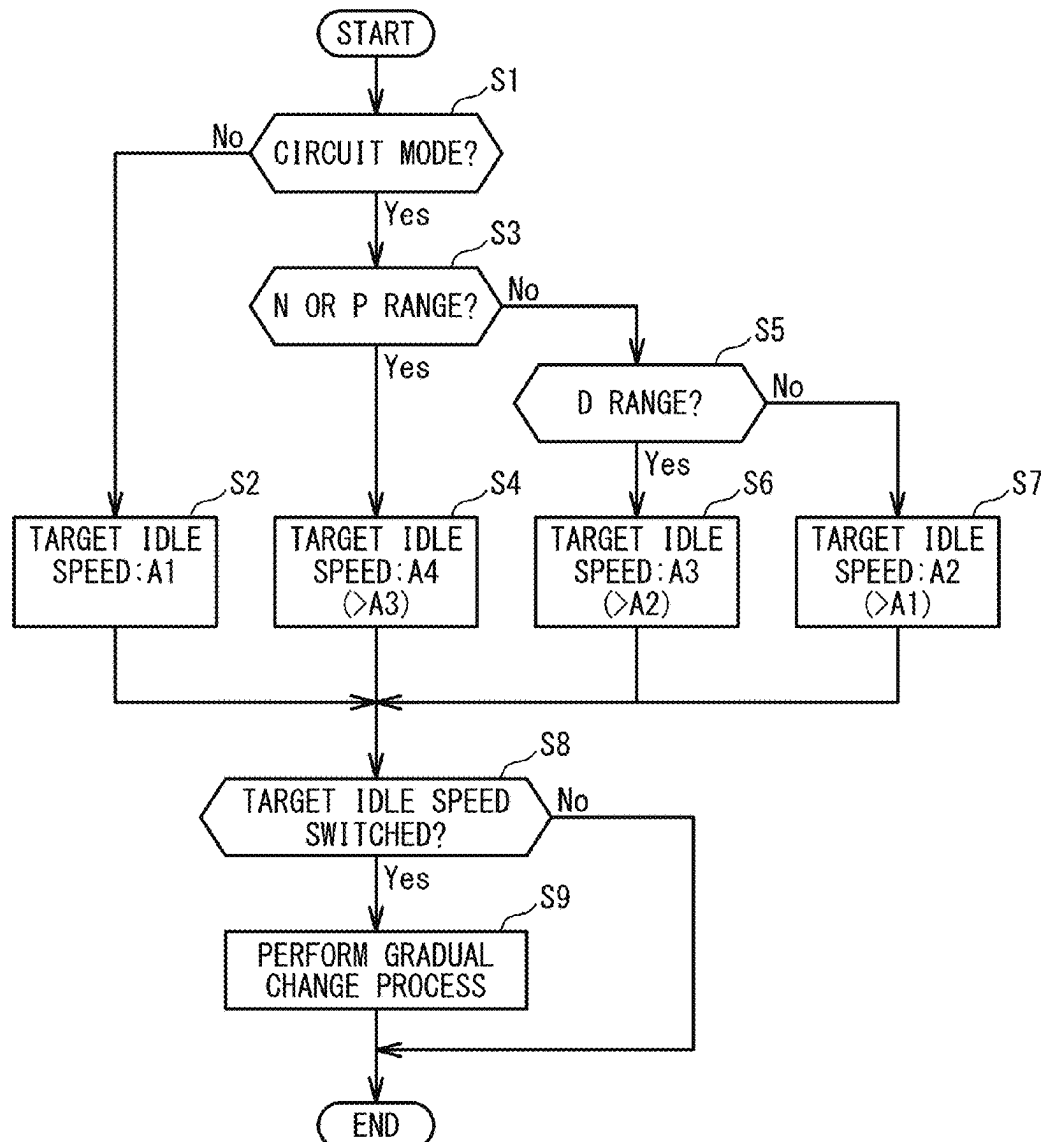 START
S1
No
CIRCUIT MODE?
Yes
S3
N OR P RANGE?
No
Yes
S5
D RANGE?
No
Yes
S2
TARGET IDLE
SPEED:A1
S4
TARGET IDLE
SPEED:A4
(>A3)
S6
TARGET IDLE
SPEED:A3
(>A2)
S7
TARGET IDLE
SPEED:A2
(>A1)
S8
TARGET IDLE SPEED
SWITCHED?
No
Yes
S9
PERFORM GRADUAL
CHANGE PROCESS
END